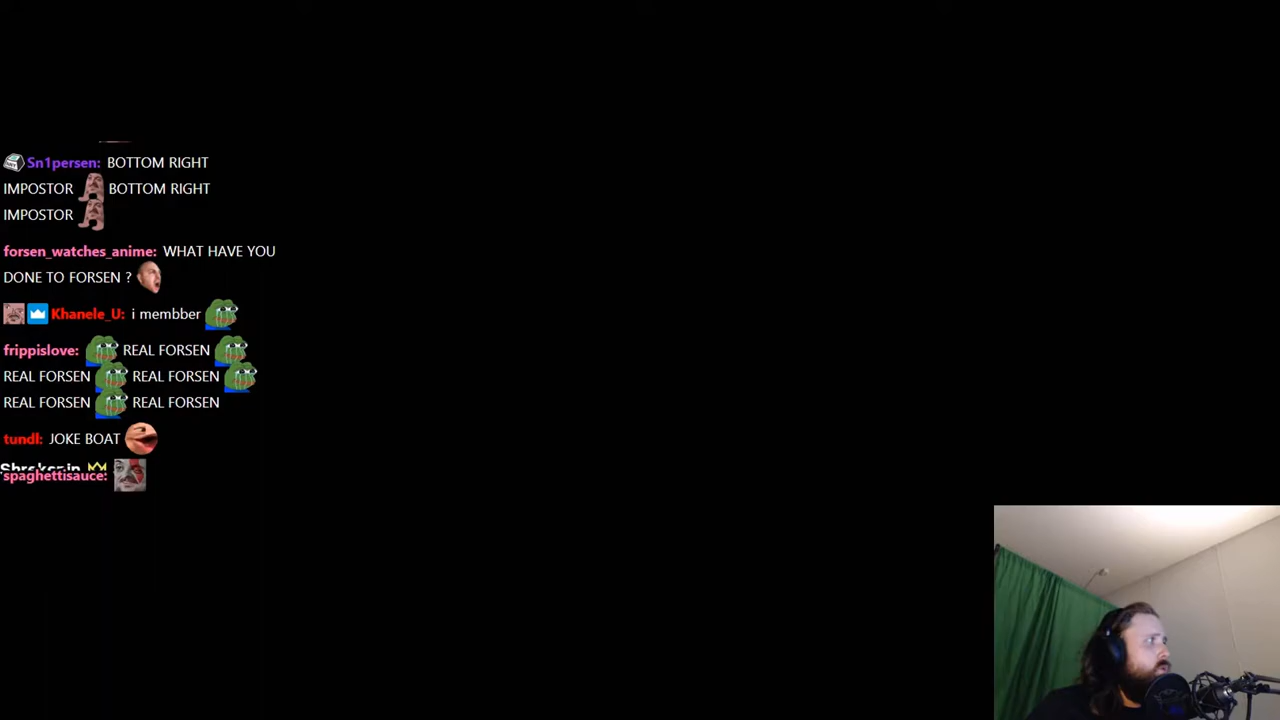 Sn1persen: BOTTOM RIGHT
IMPOSTOR BOTTOM RIGHT
IMPOSTOR
forsen_watches_anime: WHAT HAVE YOU
DONE TO FORSEN ?
Khanele_U: i membber
frippislove: REAL FORSEN
REAL FORSEN REAL FORSEN
REAL FORSEN REAL FORSEN
tundl: JOKE BOAT
spaghettisauce: